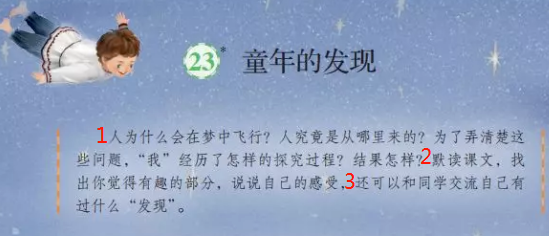 23* 童年的发现
1人为什么会在梦中飞行？人究竟是从哪里来的？为了弄清楚这
些问题，“我”经历了怎样的探究过程？结果怎样？2默读课文，找
出你觉得有趣的部分，说说自己的感受，3还可以和同学交流自己有
过什么“发现”。